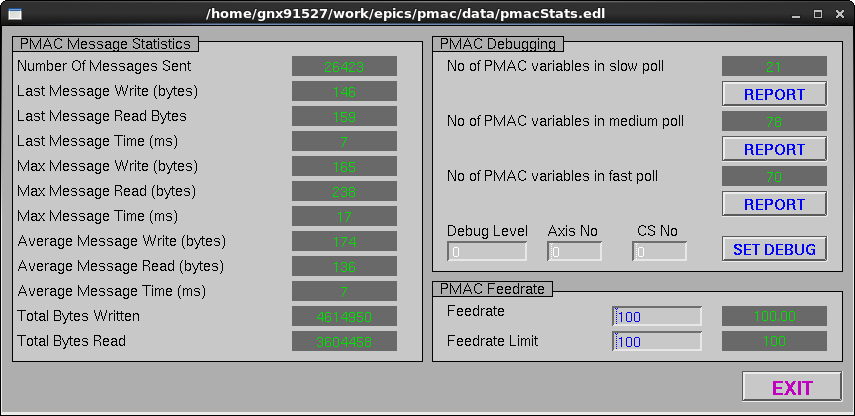 /home/gnx91527/work/epics/pmac/data/pmacStats.edl
PMAC Message Statistics
Number Of Messages Sent 26423
Last Message Write (bytes) 146
Last Message Read Bytes 159
Last Message Time (ms) 7
Max Message Write (bytes) 165
Max Message Read (bytes) 238
Max Message Time (ms) 17
Average Message Write (bytes) 174
Average Message Read (bytes) 136
Average Message Time (ms) 7
Total Bytes Written 4614950
Total Bytes Read 3604458
PMAC Debugging
No of PMAC variables in slow poll 21
REPORT
No of PMAC variables in medium poll 78
REPORT
No of PMAC variables in fast poll 70
REPORT
Debug Level Axis No CS No
0 0 0 SET DEBUG
PMAC Feedrate
Feedrate 100 100.00
Feedrate Limit 100 100
EXIT